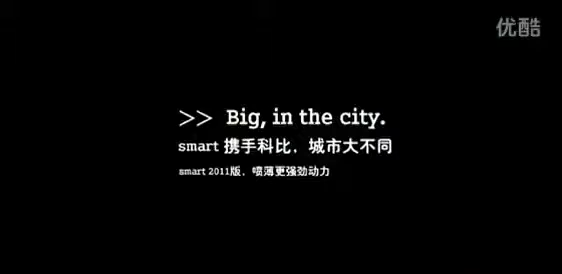 优酷
>> Big, in the city.
smart 携手科比，城市大不同
smart 2011版，喷薄更强劲动力